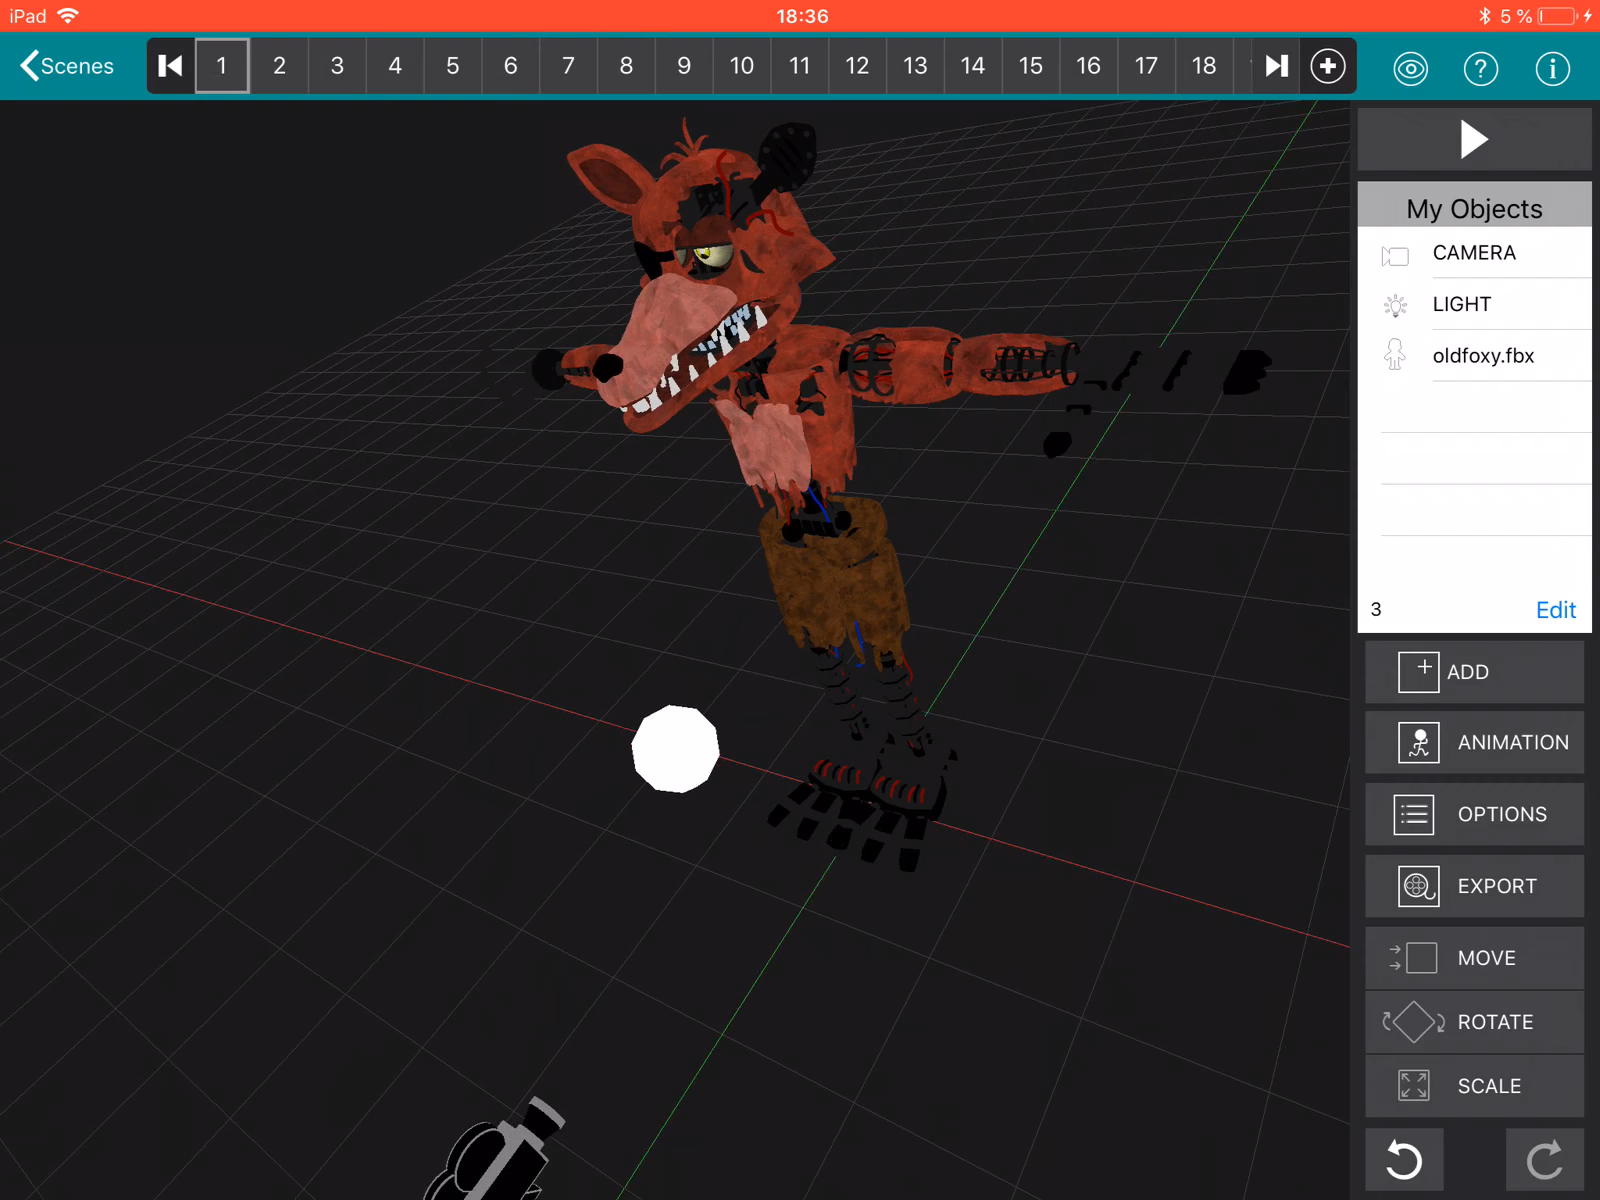 iPad 18:36 5 %
Scenes 1 2 3 4 5 6 7 8 9 10 11 12 13 14 15 16 17 18 ?  i
My Objects
CAMERA
LIGHT
oldfoxy.fbx
3 Edit
ADD
ANIMATION
OPTIONS
EXPORT
MOVE
ROTATE
SCALE